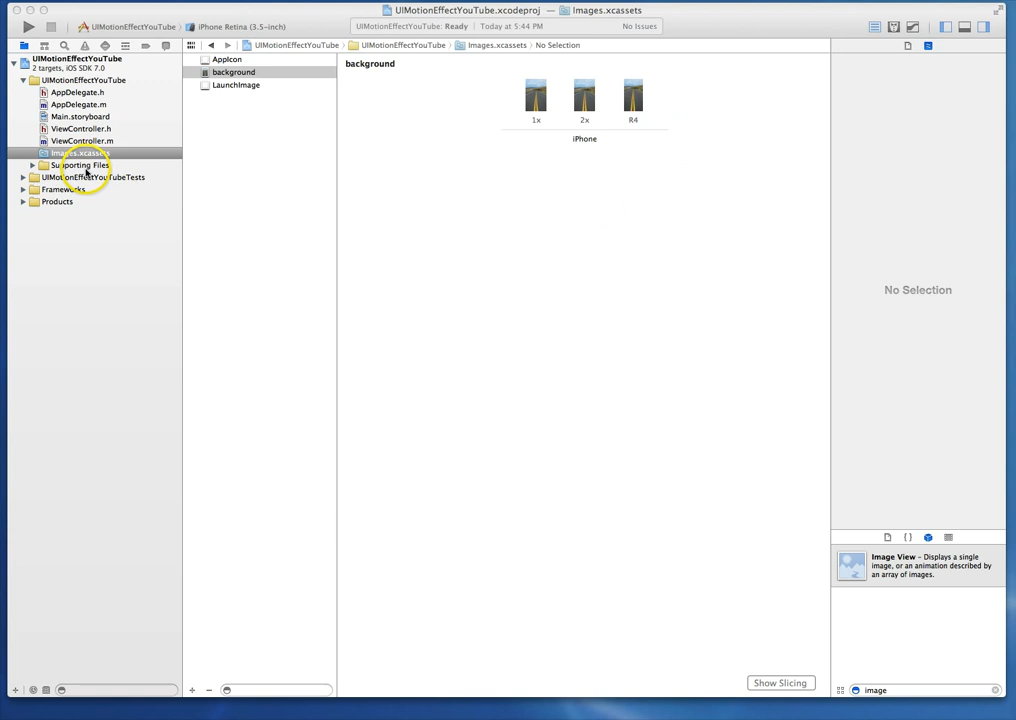 UIMotionEffectYouTube.xcodeproj — Images.xcassets
UIMotionEffectYouTube › iPhone Retina (3.5-inch)
UIMotionEffectYouTube: Ready | Today at 5:44 PM No Issues
UIMotionEffectYouTube › UIMotionEffectYouTube › Images.xcassets › No Selection
UIMotionEffectYouTube
2 targets, iOS SDK 7.0
UIMotionEffectYouTube
AppDelegate.h
AppDelegate.m
Main.storyboard
ViewController.h
ViewController.m
Images.xcassets
Supporting Files
UIMotionEffectYouTubeTests
Frameworks
Products
AppIcon
background
LaunchImage
background
1x 2x R4
iPhone
Show Slicing
No Selection
Image View – Displays a single
image, or an animation described by
an array of images.
image